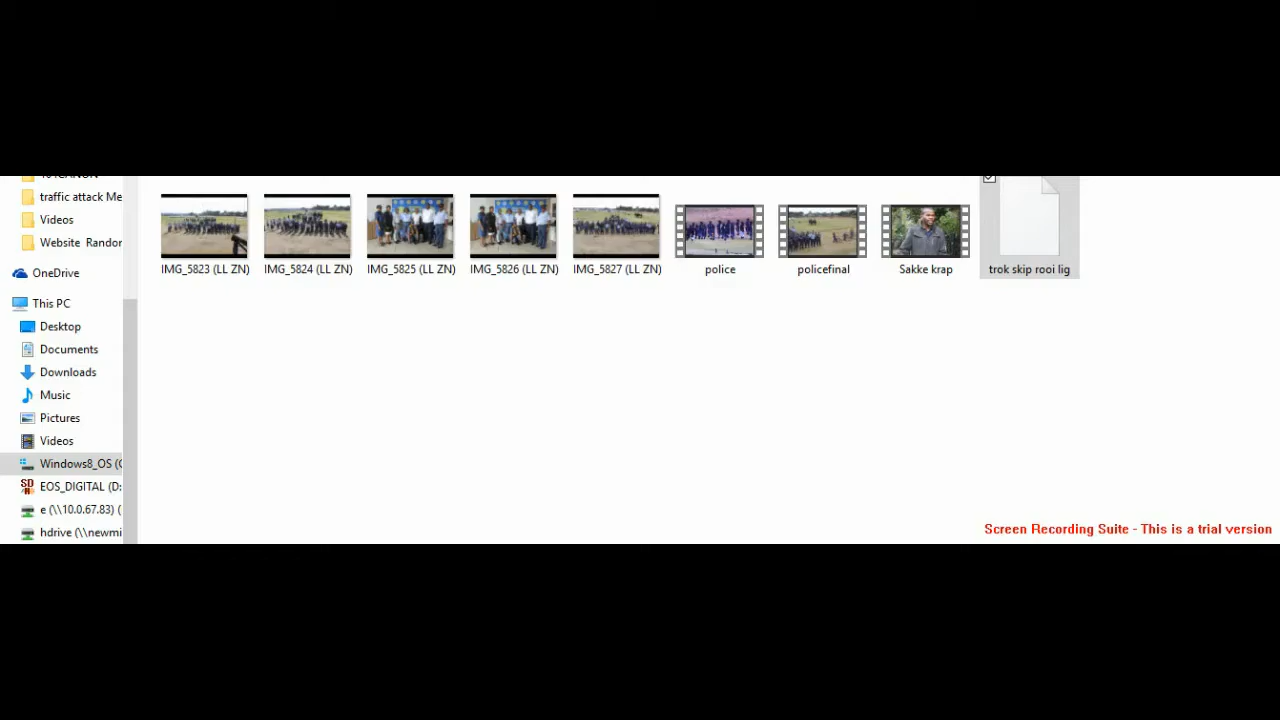 traffic attack Me
Videos
Website Randor
OneDrive
This PC
Desktop
Documents
Downloads
Music
Pictures
Videos
Windows8_OS (C
EOS_DIGITAL (D:
e (\\10.0.67.83) (
hdrive (\\newmi
IMG_5823 (LL ZN)
IMG_5824 (LL ZN)
IMG_5825 (LL ZN)
IMG_5826 (LL ZN)
IMG_5827 (LL ZN)
police
policefinal
Sakke krap
trok skip rooi lig
Screen Recording Suite - This is a trial version